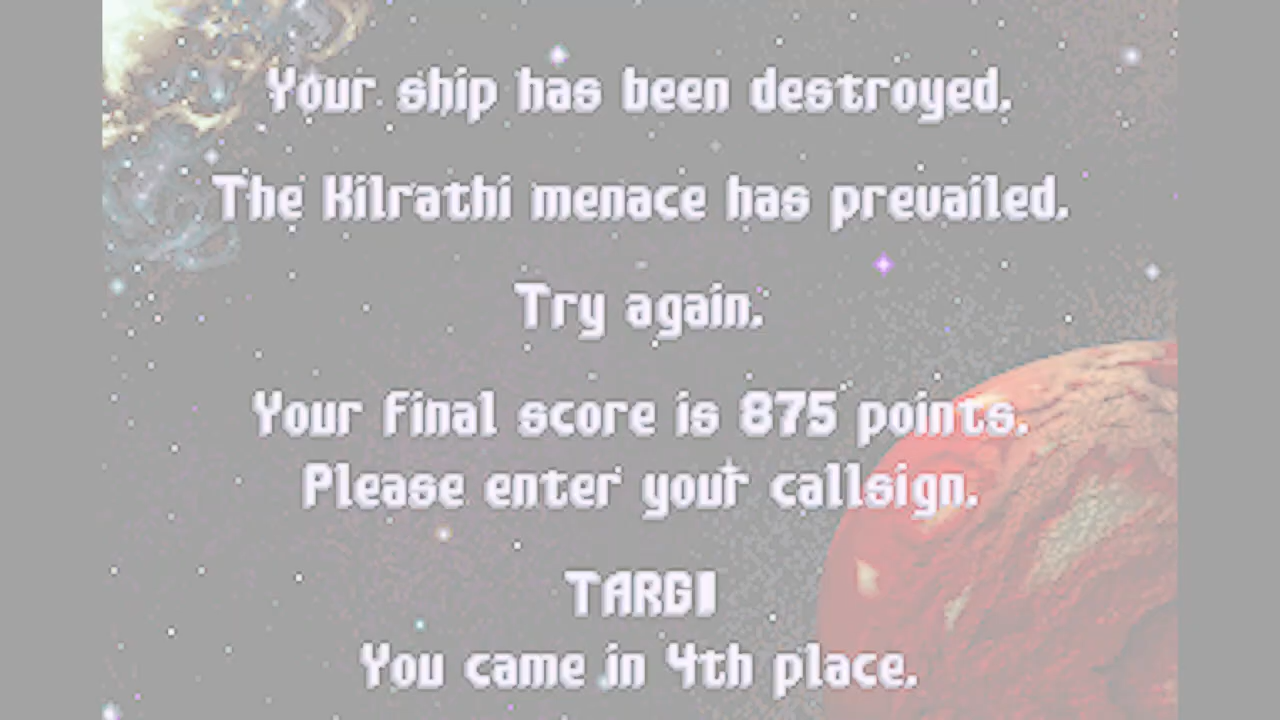 Your ship has been destroyed.
The Kilrathi menace has prevailed.
Try again.
Your final score is 875 points.
Please enter your callsign.
TARG
You came in 4th place.